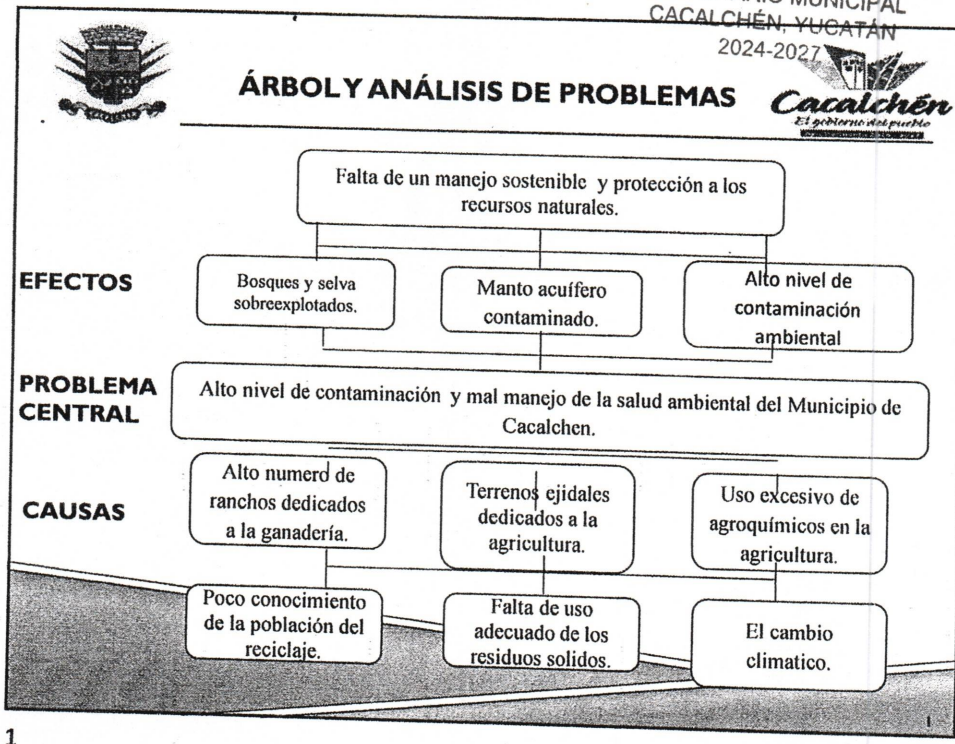 MUNICIPAL
CACALCHÉN, YUCATÁN
2024-2027
ÁRBOL Y ANÁLISIS DE PROBLEMAS
Cacalchén
El gobierno del pueblo
Falta de un manejo sostenible y protección a los
recursos naturales.
EFECTOS
Bosques y selva
sobreexplotados.
Manto acuífero
contaminado.
Alto nivel de
contaminación
ambiental
PROBLEMA
CENTRAL
Alto nivel de contaminación y mal manejo de la salud ambiental del Municipio de
Cacalchen.
CAUSAS
Alto numero de
ranchos dedicados
a la ganadería.
Terrenos ejidales
dedicados a la
agricultura.
Uso excesivo de
agroquímicos en la
agricultura.
Poco conocimiento
de la población del
reciclaje.
Falta de uso
adecuado de los
residuos solidos.
El cambio
climatico.
1
1